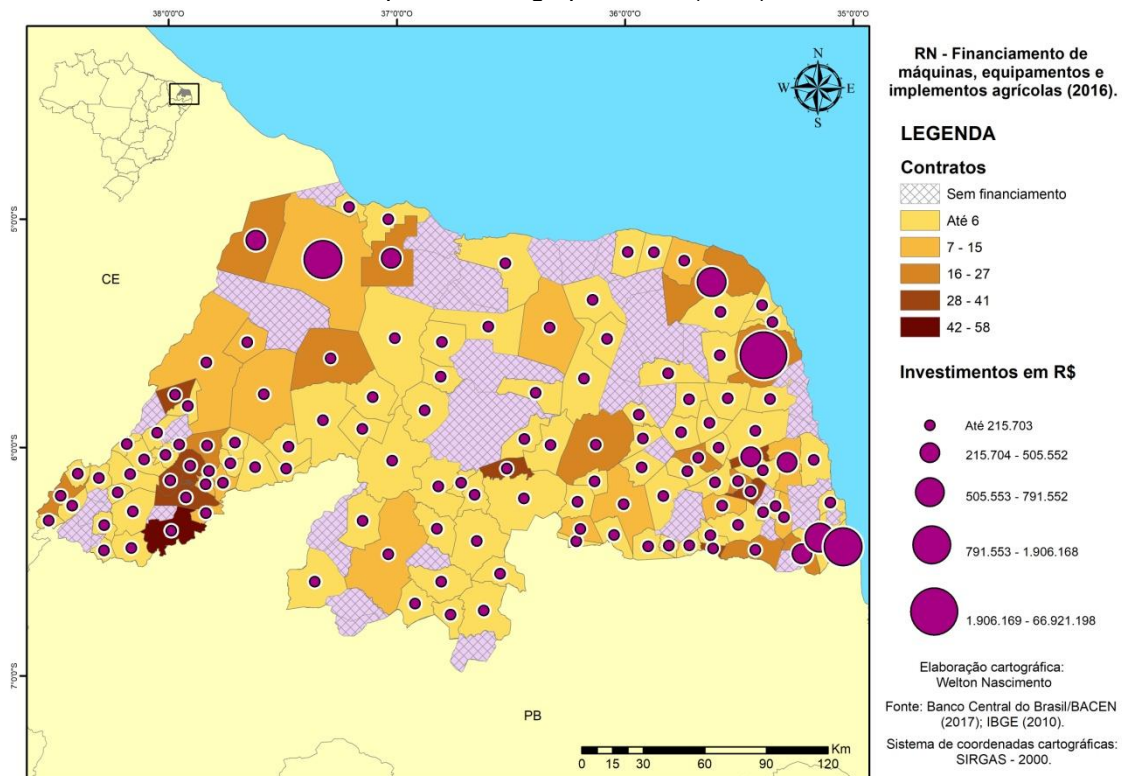 38°0'0"O
37°0'0"O
36°0'0"O
35°0'0"O
5°0'0"S
6°0'0"S
7°0'0"S
N
W
E
S
CE
PB
Km
0 15 30 60 90 120
RN - Financiamento de
máquinas, equipamentos e
implementos agrícolas (2016).
LEGENDA
Contratos
Sem financiamento
Até 6
7 - 15
16 - 27
28 - 41
42 - 58
Investimentos em R$
Até 215.703
215.704 - 505.552
505.553 - 791.552
791.553 - 1.906.168
1.906.169 - 66.921.198
Elaboração cartográfica:
Welton Nascimento
Fonte: Banco Central do Brasil/BACEN
(2017); IBGE (2010).
Sistema de coordenadas cartográficas:
SIRGAS - 2000.